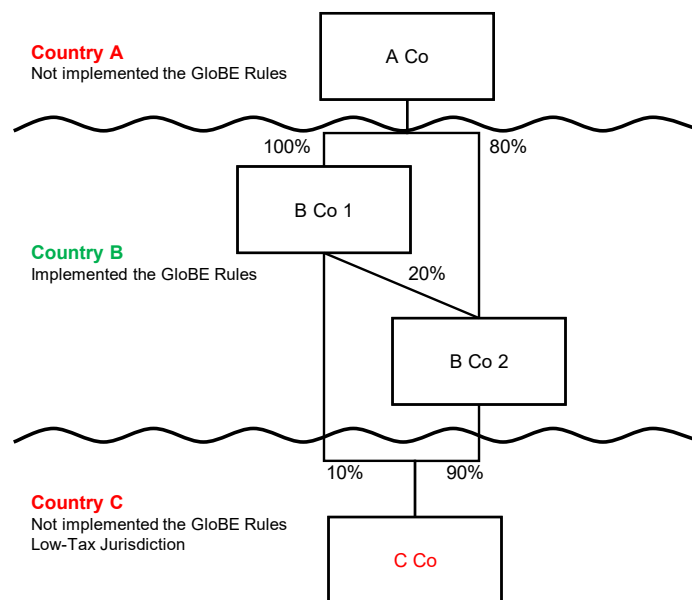 A Co
Country A
Not implemented the GloBE Rules
100%
80%
B Co 1
Country B
Implemented the GloBE Rules
20%
B Co 2
10%
90%
Country C
Not implemented the GloBE Rules
Low-Tax Jurisdiction
C Co